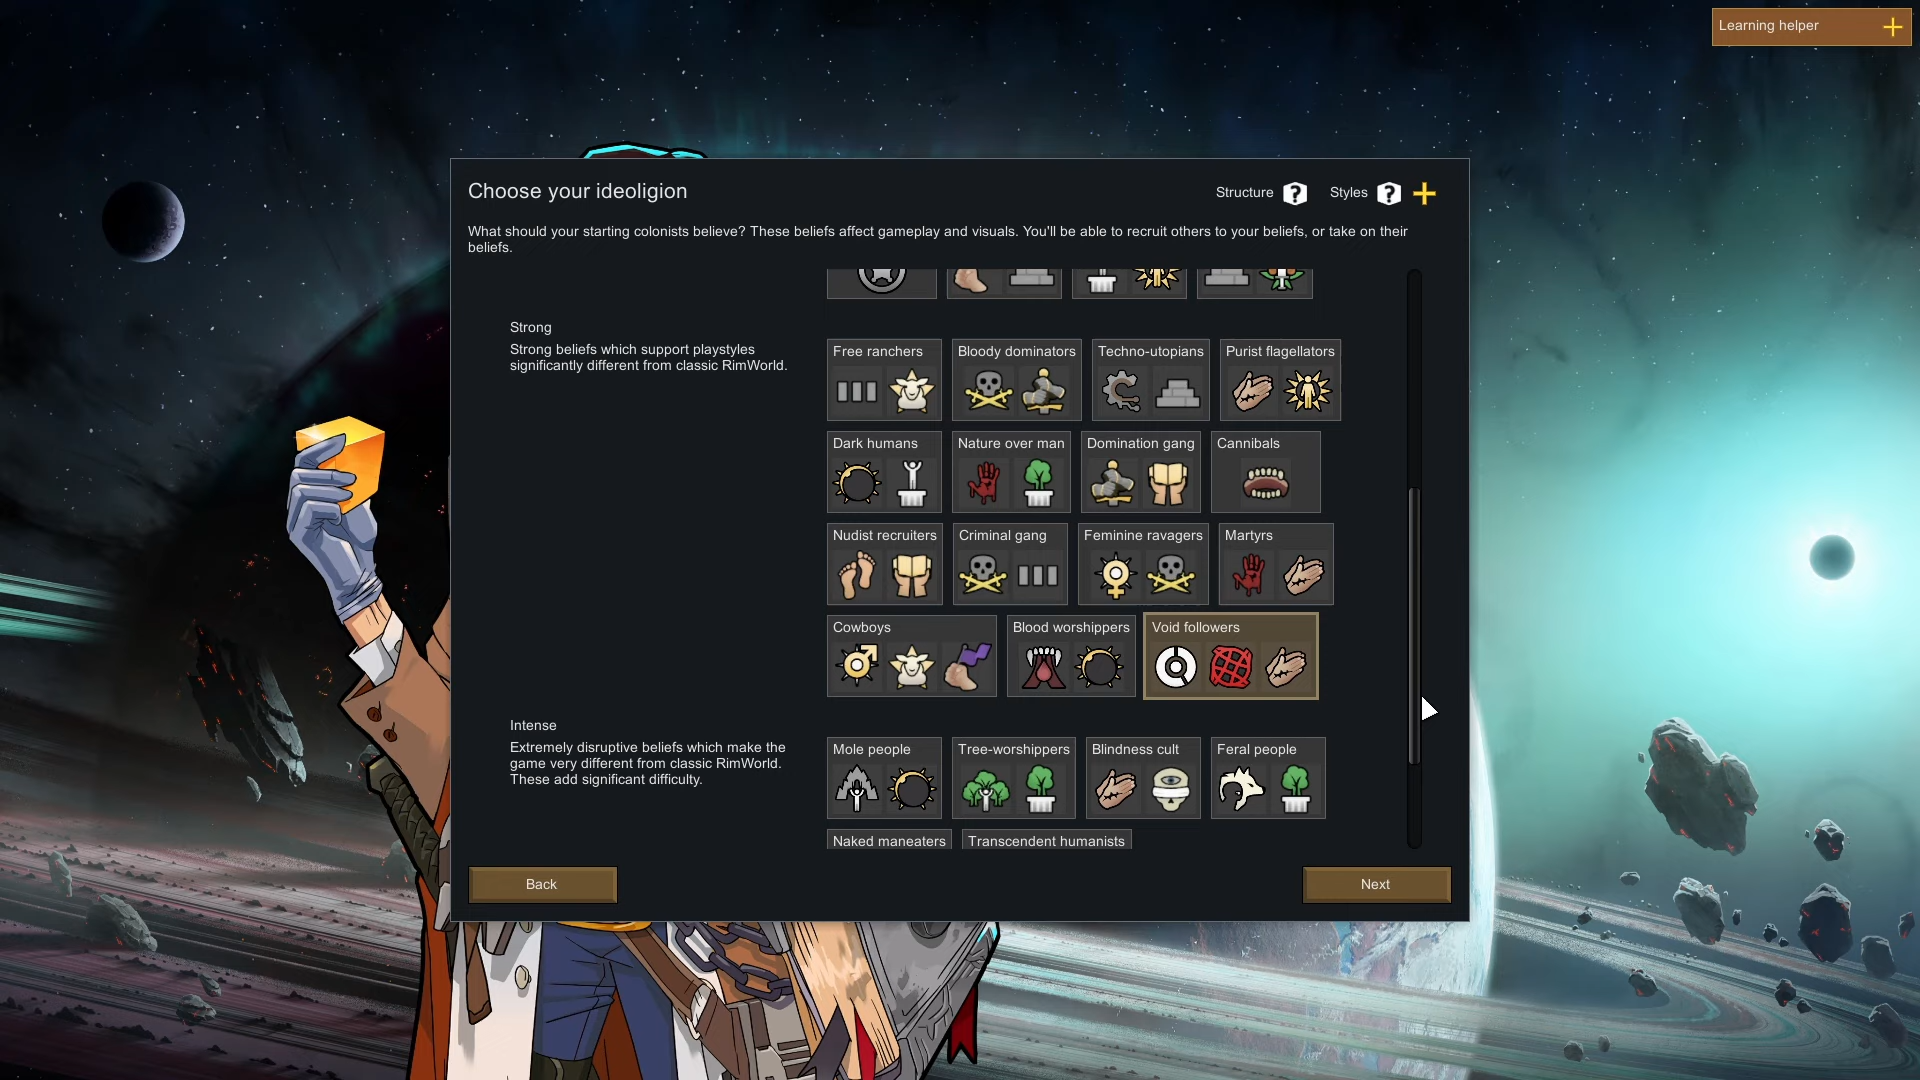 Learning helper
Choose your ideoligion
Structure
Styles
What should your starting colonists believe? These beliefs affect gameplay and visuals. You'll be able to recruit others to your beliefs, or take on their
beliefs.
Strong
Strong beliefs which support playstyles
significantly different from classic RimWorld.
Free ranchers
Bloody dominators
Techno-utopians
Purist flagellators
Dark humans
Nature over man
Domination gang
Cannibals
Nudist recruiters
Criminal gang
Feminine ravagers
Martyrs
Cowboys
Blood worshippers
Void followers
Intense
Extremely disruptive beliefs which make the
game very different from classic RimWorld.
These add significant difficulty.
Mole people
Tree-worshippers
Blindness cult
Feral people
Naked maneaters
Transcendent humanists
Back
Next